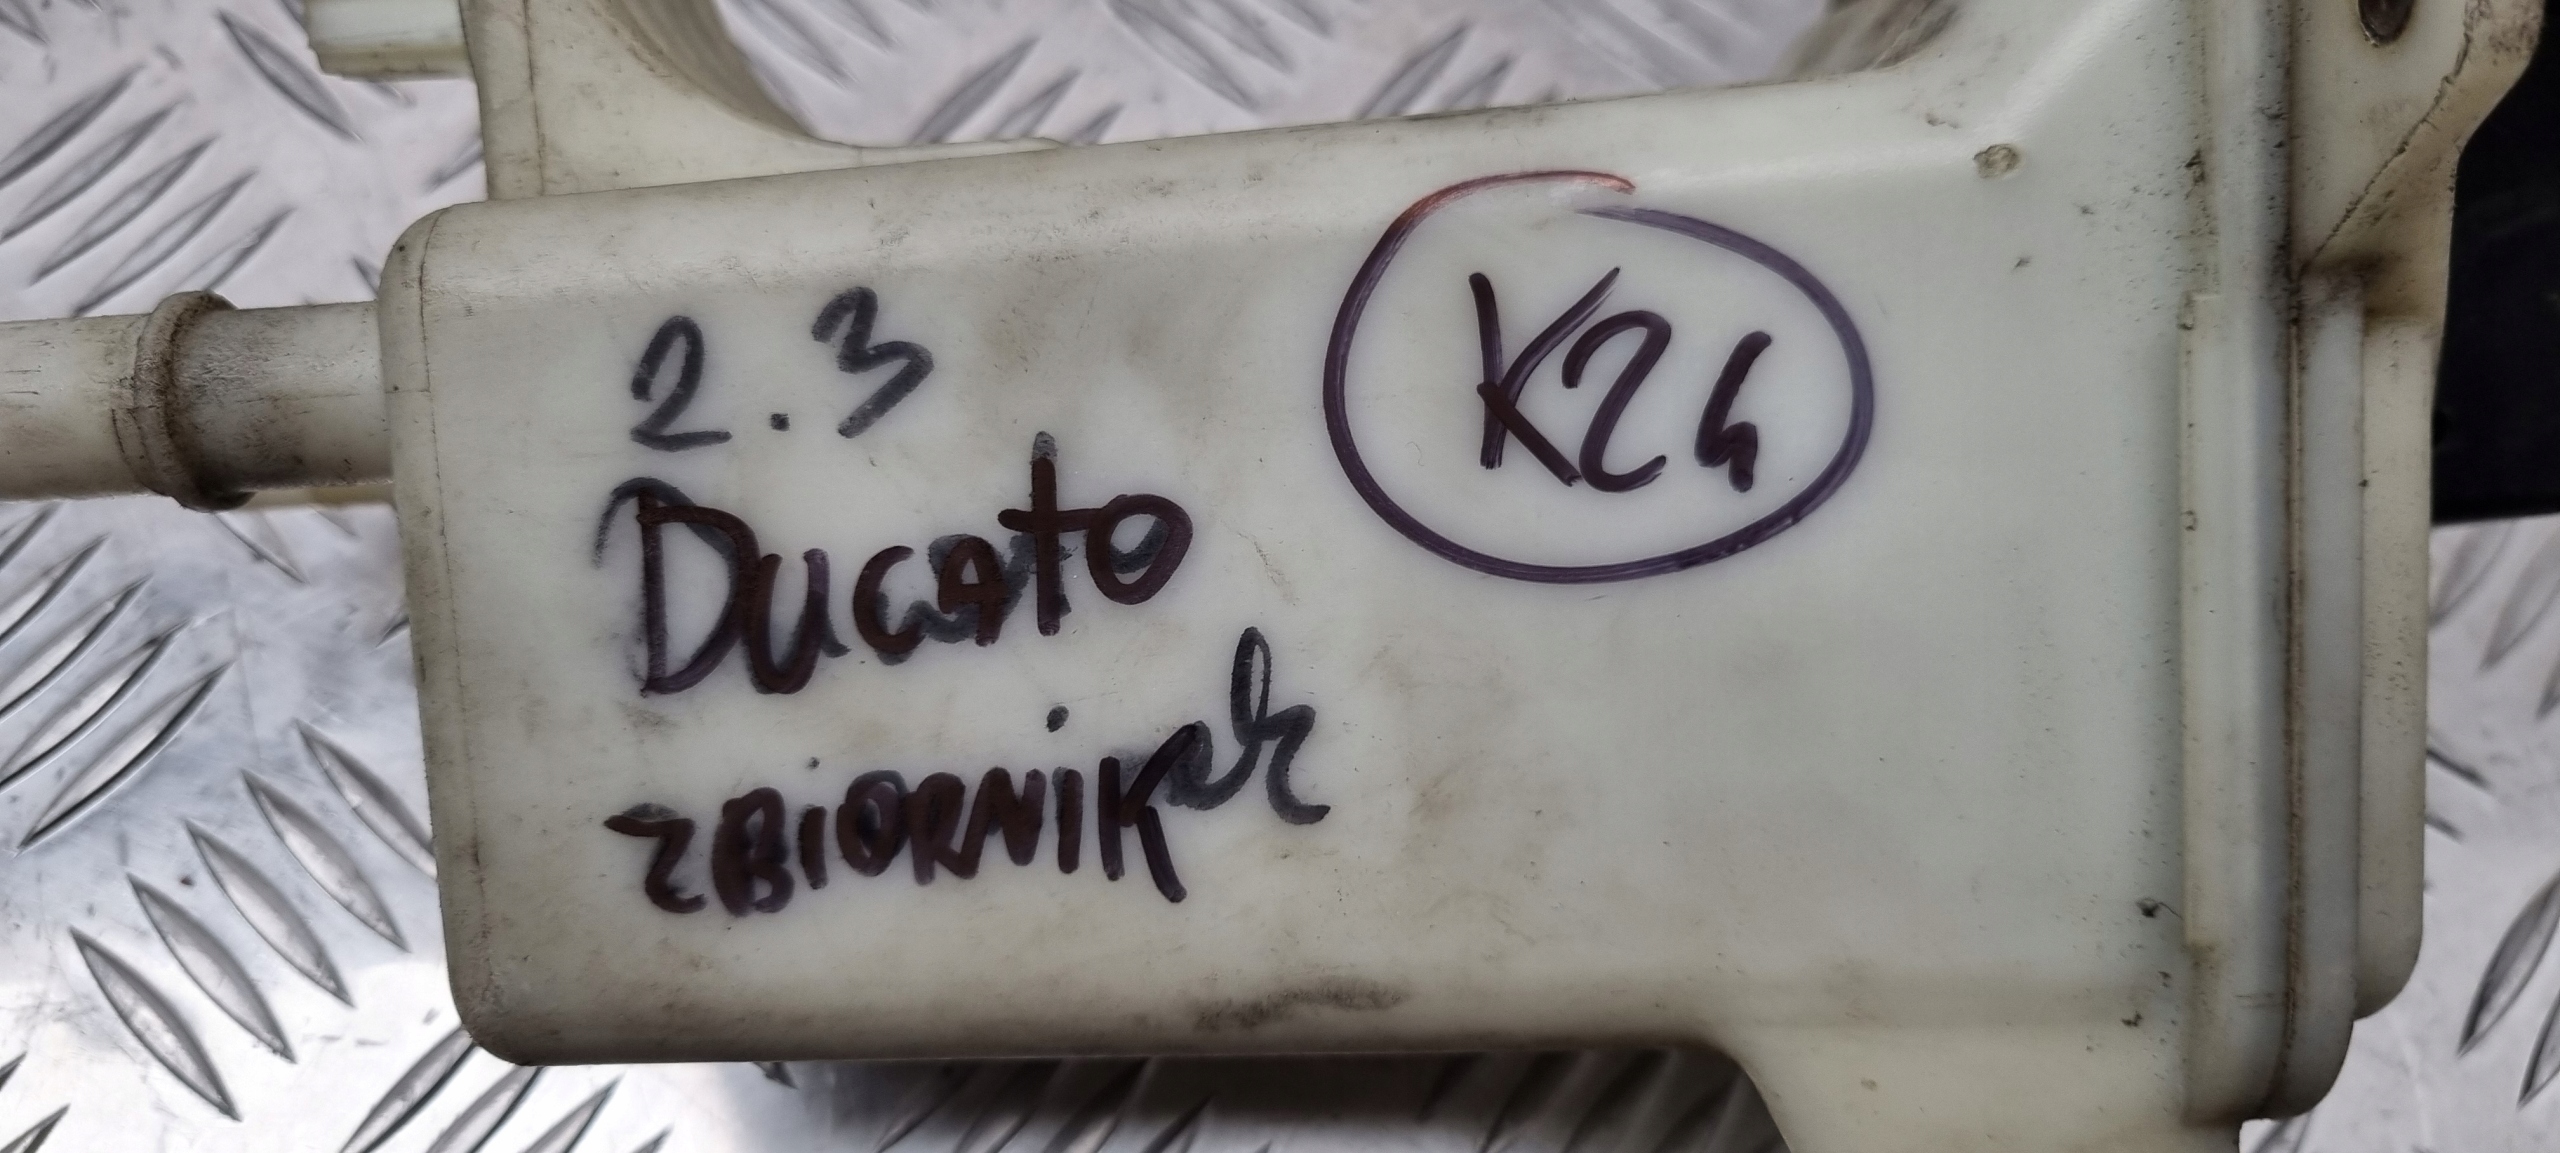 2.3
K24
Ducato
ZBIORNIK